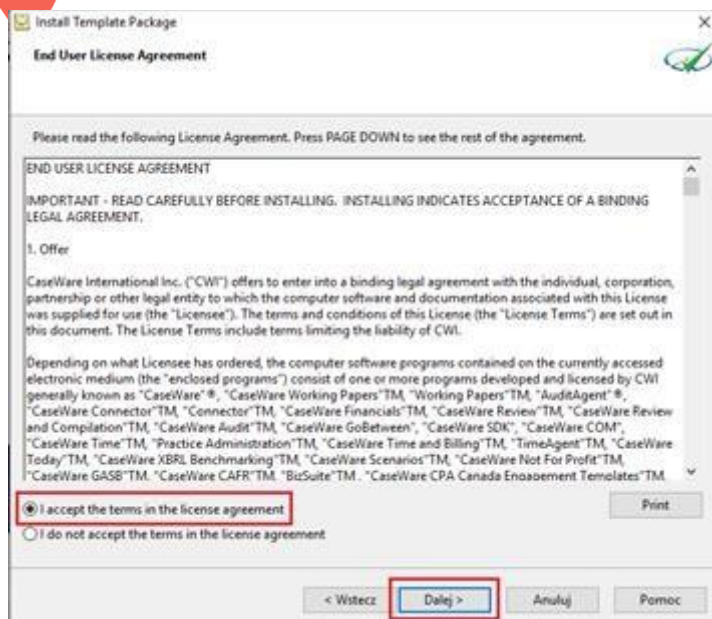 Install Template Package
End User License Agreement
Please read the following License Agreement. Press PAGE DOWN to see the rest of the agreement.
END USER LICENSE AGREEMENT
IMPORTANT - READ CAREFULLY BEFORE INSTALLING. INSTALLING INDICATES ACCEPTANCE OF A BINDING
LEGAL AGREEMENT.
1. Offer
CaseWare International Inc. ("CWI") offers to enter into a binding legal agreement with the individual, corporation,
partnership or other legal entity to which the computer software and documentation associated with this License
was supplied for use (the "Licensee"). The terms and conditions of this License (the "License Terms") are set out in
this document. The License Terms include terms limiting the liability of CWI.
Depending on what Licensee has ordered, the computer software programs contained on the currently accessed
electronic medium (the "enclosed programs") consist of one or more programs developed and licensed by CWI
generally known as "CaseWare" ®, "CaseWare Working Papers"TM, "Working Papers"TM, "AuditAgent" ®,
"CaseWare Connector"TM, "Connector"TM, "CaseWare Financials"TM, "CaseWare Review"TM, "CaseWare Review
and Compilation"TM, "CaseWare Audit"TM, "CaseWare GoBetween", "CaseWare SDK", "CaseWare COM",
"CaseWare Time"TM, "Practice Administration"TM, "CaseWare Time and Billing"TM, "TimeAgent"TM, "CaseWare
Today"TM, "CaseWare XBRL Benchmarking"TM, "CaseWare Scenarios"TM, "CaseWare Not For Profit"TM,
"CaseWare GASB"TM, "CaseWare CAFR"TM, "BizSuite"TM , "CaseWare CPA Canada Engagement Templates"TM,
I accept the terms in the license agreement
Print
I do not accept the terms in the license agreement
< Wstecz Dalej > Anuluj Pomoc